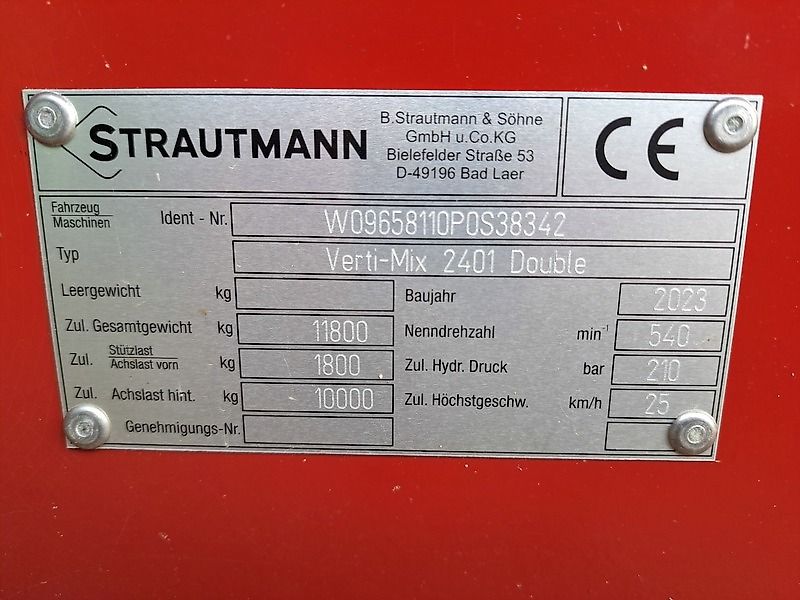 STRAUTMANN
B.Strautmann & Söhne
GmbH u.Co.KG
Bielefelder Straße 53
D-49196 Bad Laer
CE
Fahrzeug
Maschinen
Ident - Nr. W09658110P0S38342
Typ Verti-Mix 2401 Double
Leergewicht kg
Baujahr 2023
Zul. Gesamtgewicht kg 11800
Nenndrehzahl min⁻¹ 540
Zul. Stützlast
Achslast vorn kg 1800
Zul. Hydr. Druck bar 210
Zul. Achslast hint. kg 10000
Zul. Höchstgeschw. km/h 25
Genehmigungs-Nr.